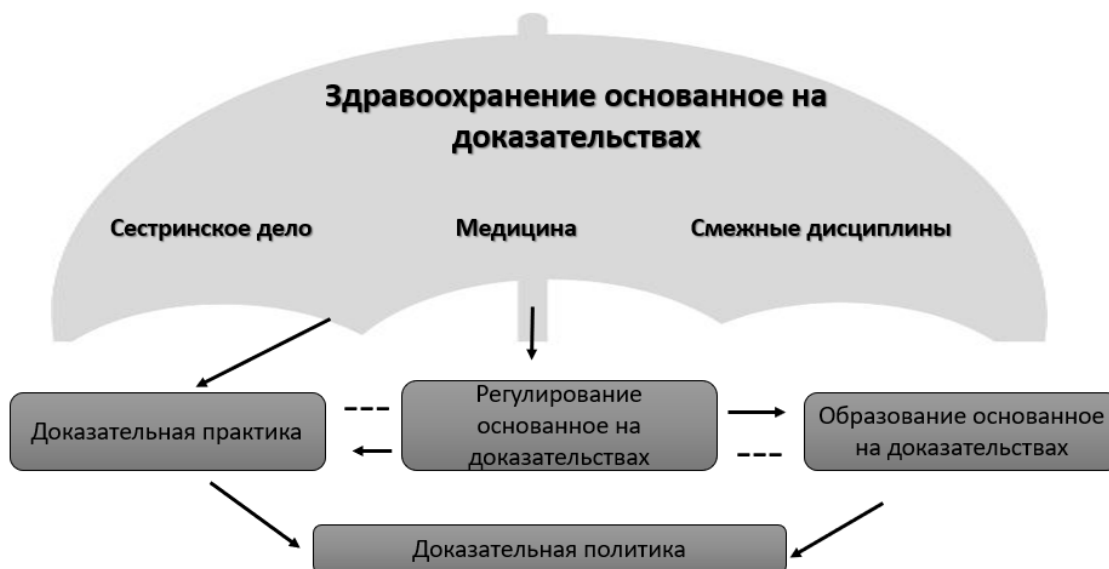 Здравоохранение основанное на
доказательствах
Сестринское дело
Медицина
Смежные дисциплины
Доказательная практика
Регулирование
основанное на
доказательствах
Образование основанное
на доказательствах
Доказательная политика